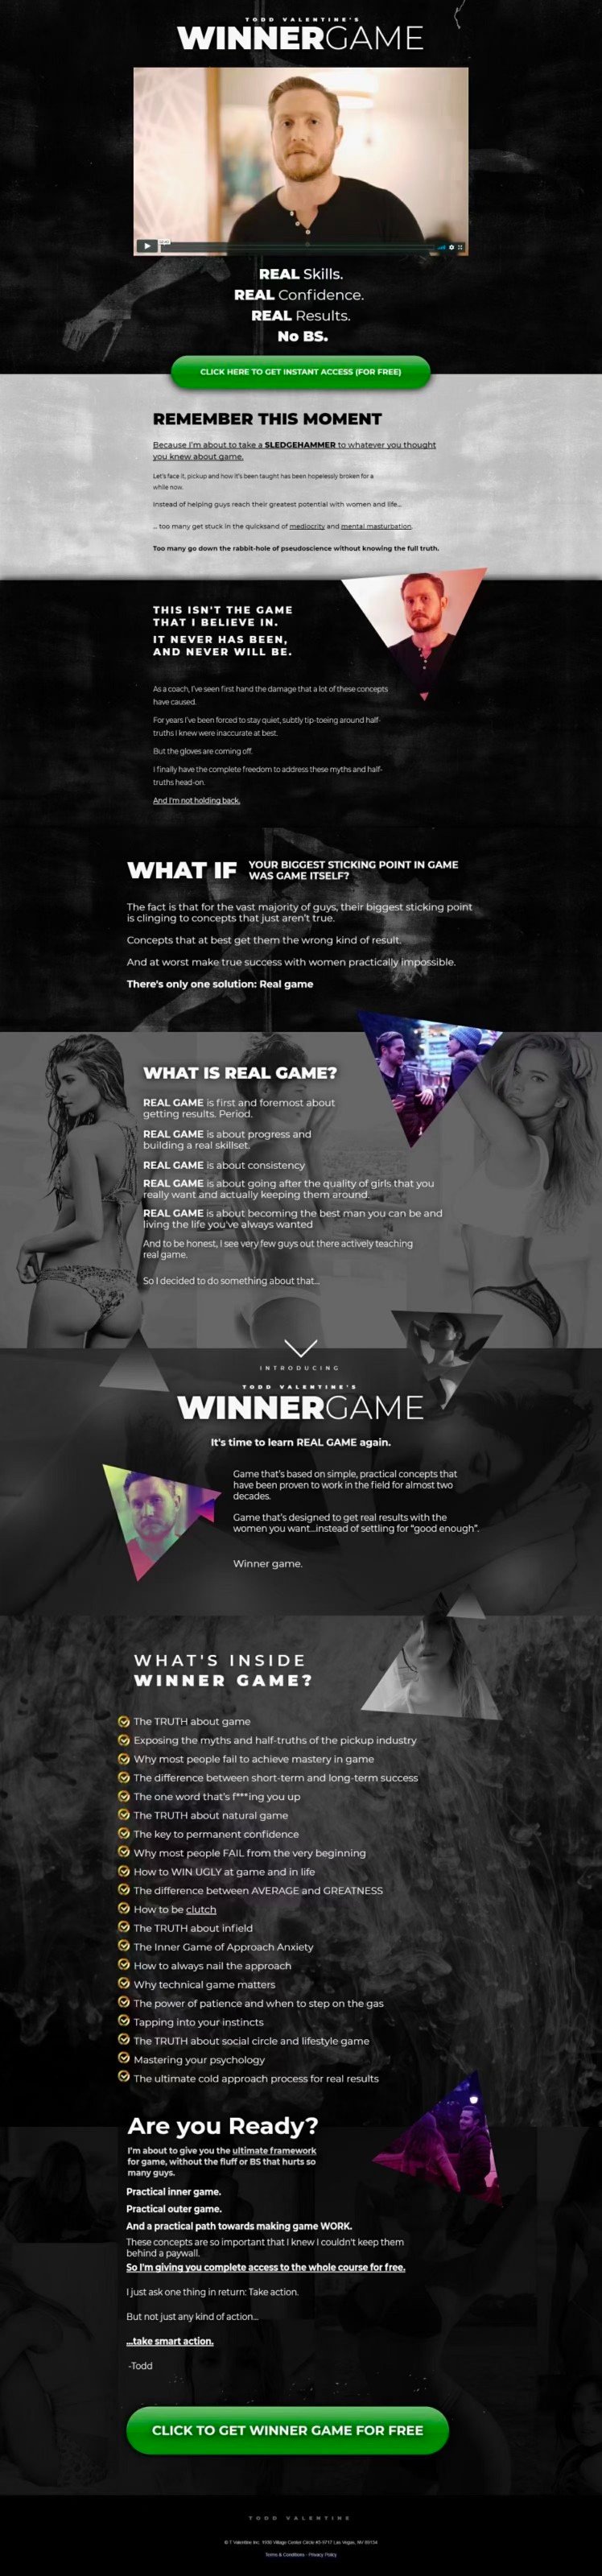 TODD VALENTINE'S
WINNERGAME
REAL Skills.
REAL Confidence.
REAL Results.
No BS.
CLICK HERE TO GET INSTANT ACCESS (FOR FREE)
REMEMBER THIS MOMENT
Because I'm about to take a SLEDGEHAMMER to whatever you thought
you knew about game.
Let's face it, pickup and how it's been taught has been hopelessly broken for a
while now.
Instead of helping guys reach their greatest potential with women and life...
... too many get stuck in the quicksand of mediocrity and mental masturbation.
Too many go down the rabbit-hole of pseudoscience without knowing the full truth.
THIS ISN'T THE GAME
THAT I BELIEVE IN.
IT NEVER HAS BEEN,
AND NEVER WILL BE.
As a coach, I've seen first hand the damage that a lot of these concepts
have caused.
For years I've been forced to stay quiet, subtly tip-toeing around half-
truths I knew were inaccurate at best.
But the gloves are coming off.
I finally have the complete freedom to address these myths and half-
truths head-on.
And I'm not holding back.
WHAT IF YOUR BIGGEST STICKING POINT IN GAME
WAS GAME ITSELF?
The fact is that for the vast majority of guys, their biggest sticking point
is clinging to concepts that just aren't true.
Concepts that at best get them the wrong kind of result.
And at worst make true success with women practically impossible.
There's only one solution: Real game
WHAT IS REAL GAME?
REAL GAME is first and foremost about
getting results. Period.
REAL GAME is about progress and
building a real skillset.
REAL GAME is about consistency
REAL GAME is about going after the quality of girls that you
really want and actually keeping them around.
REAL GAME is about becoming the best man you can be and
living the life you've always wanted
And to be honest, I see very few guys out there actively teaching
real game.
So I decided to do something about that...
INTRODUCING
TODD VALENTINE'S
WINNERGAME
It's time to learn REAL GAME again.
Game that's based on simple, practical concepts that
have been proven to work in the field for almost two
decades.
Game that's designed to get real results with the
women you want...instead of settling for "good enough".
Winner game.
WHAT'S INSIDE
WINNER GAME?
The TRUTH about game
Exposing the myths and half-truths of the pickup industry
Why most people fail to achieve mastery in game
The difference between short-term and long-term success
The one word that's f***ing you up
The TRUTH about natural game
The key to permanent confidence
Why most people FAIL from the very beginning
How to WIN UGLY at game and in life
The difference between AVERAGE and GREATNESS
How to be clutch
The TRUTH about infield
The Inner Game of Approach Anxiety
How to always nail the approach
Why technical game matters
The power of patience and when to step on the gas
Tapping into your instincts
The TRUTH about social circle and lifestyle game
Mastering your psychology
The ultimate cold approach process for real results
Are you Ready?
I'm about to give you the ultimate framework
for game, without the fluff or BS that hurts so
many guys.
Practical inner game.
Practical outer game.
And a practical path towards making game WORK.
These concepts are so important that I knew I couldn't keep them
behind a paywall.
So I'm giving you complete access to the whole course for free.
I just ask one thing in return: Take action.
But not just any kind of action...
...take smart action.
-Todd
CLICK TO GET WINNER GAME FOR FREE
TODD VALENTINE
© T Valentine Inc. 1930 Village Center Circle #3-9717 Las Vegas, NV 89134
Terms & Conditions - Privacy Policy